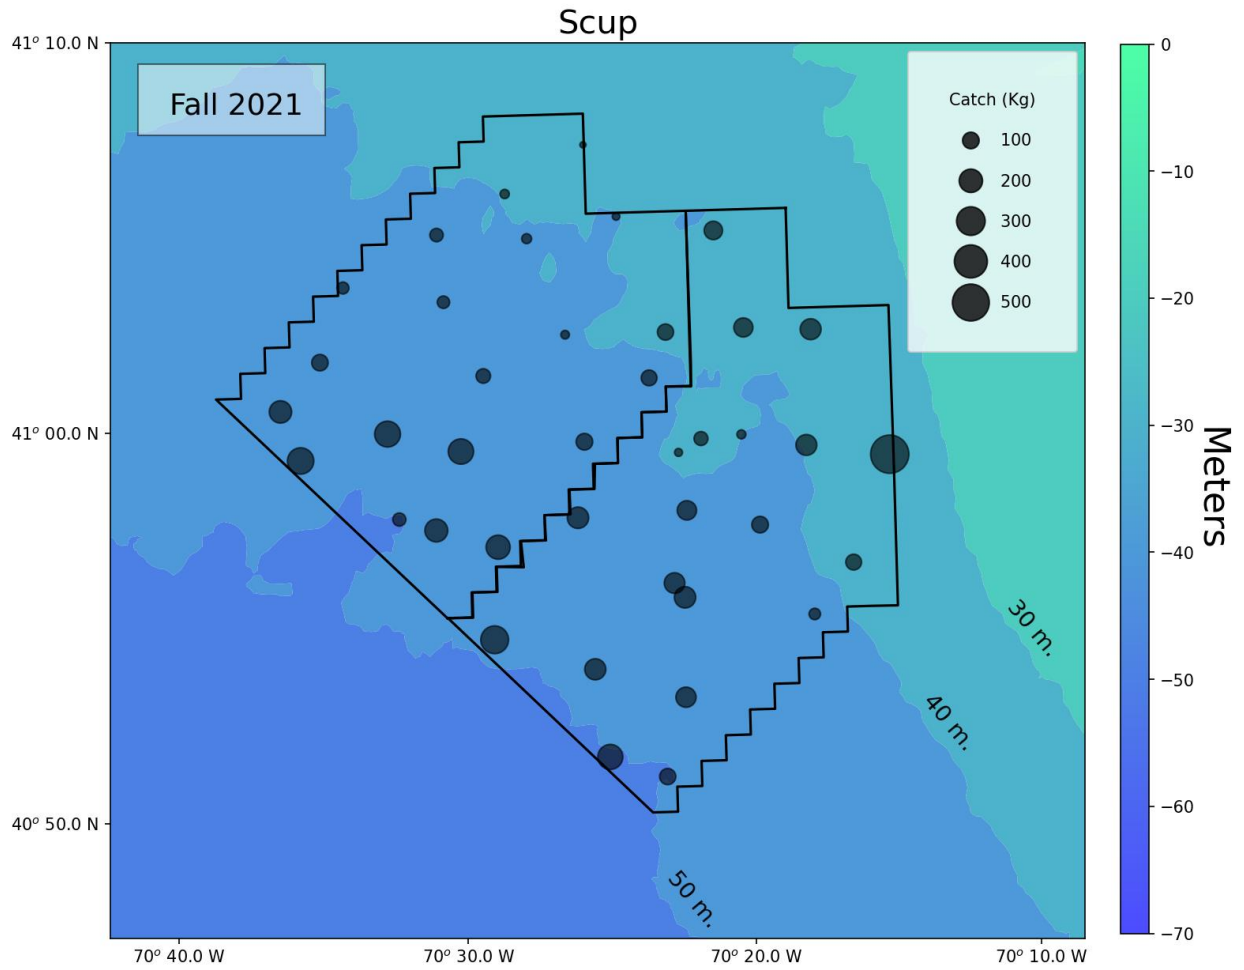 Scup
41° 10.0 N
41° 00.0 N
40° 50.0 N
Fall 2021
Catch (Kg)
100
200
300
400
500
30 m.
40 m.
50 m.
70° 40.0 W
70° 30.0 W
70° 20.0 W
70° 10.0 W
0
−10
−20
−30
−40
−50
−60
−70
Meters